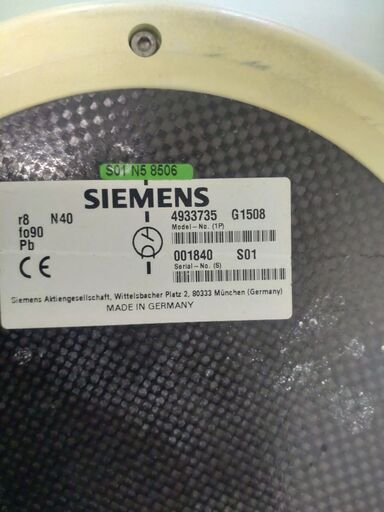 S01 N5 8506
SIEMENS
r8 N40
fo90
Pb
4933735 G1508
Model-No. (1P)
001840 S01
Serial-No. (S)
CE
Siemens Aktiengesellschaft, Wittelsbacher Platz 2, 80333 München (Germany)
MADE IN GERMANY